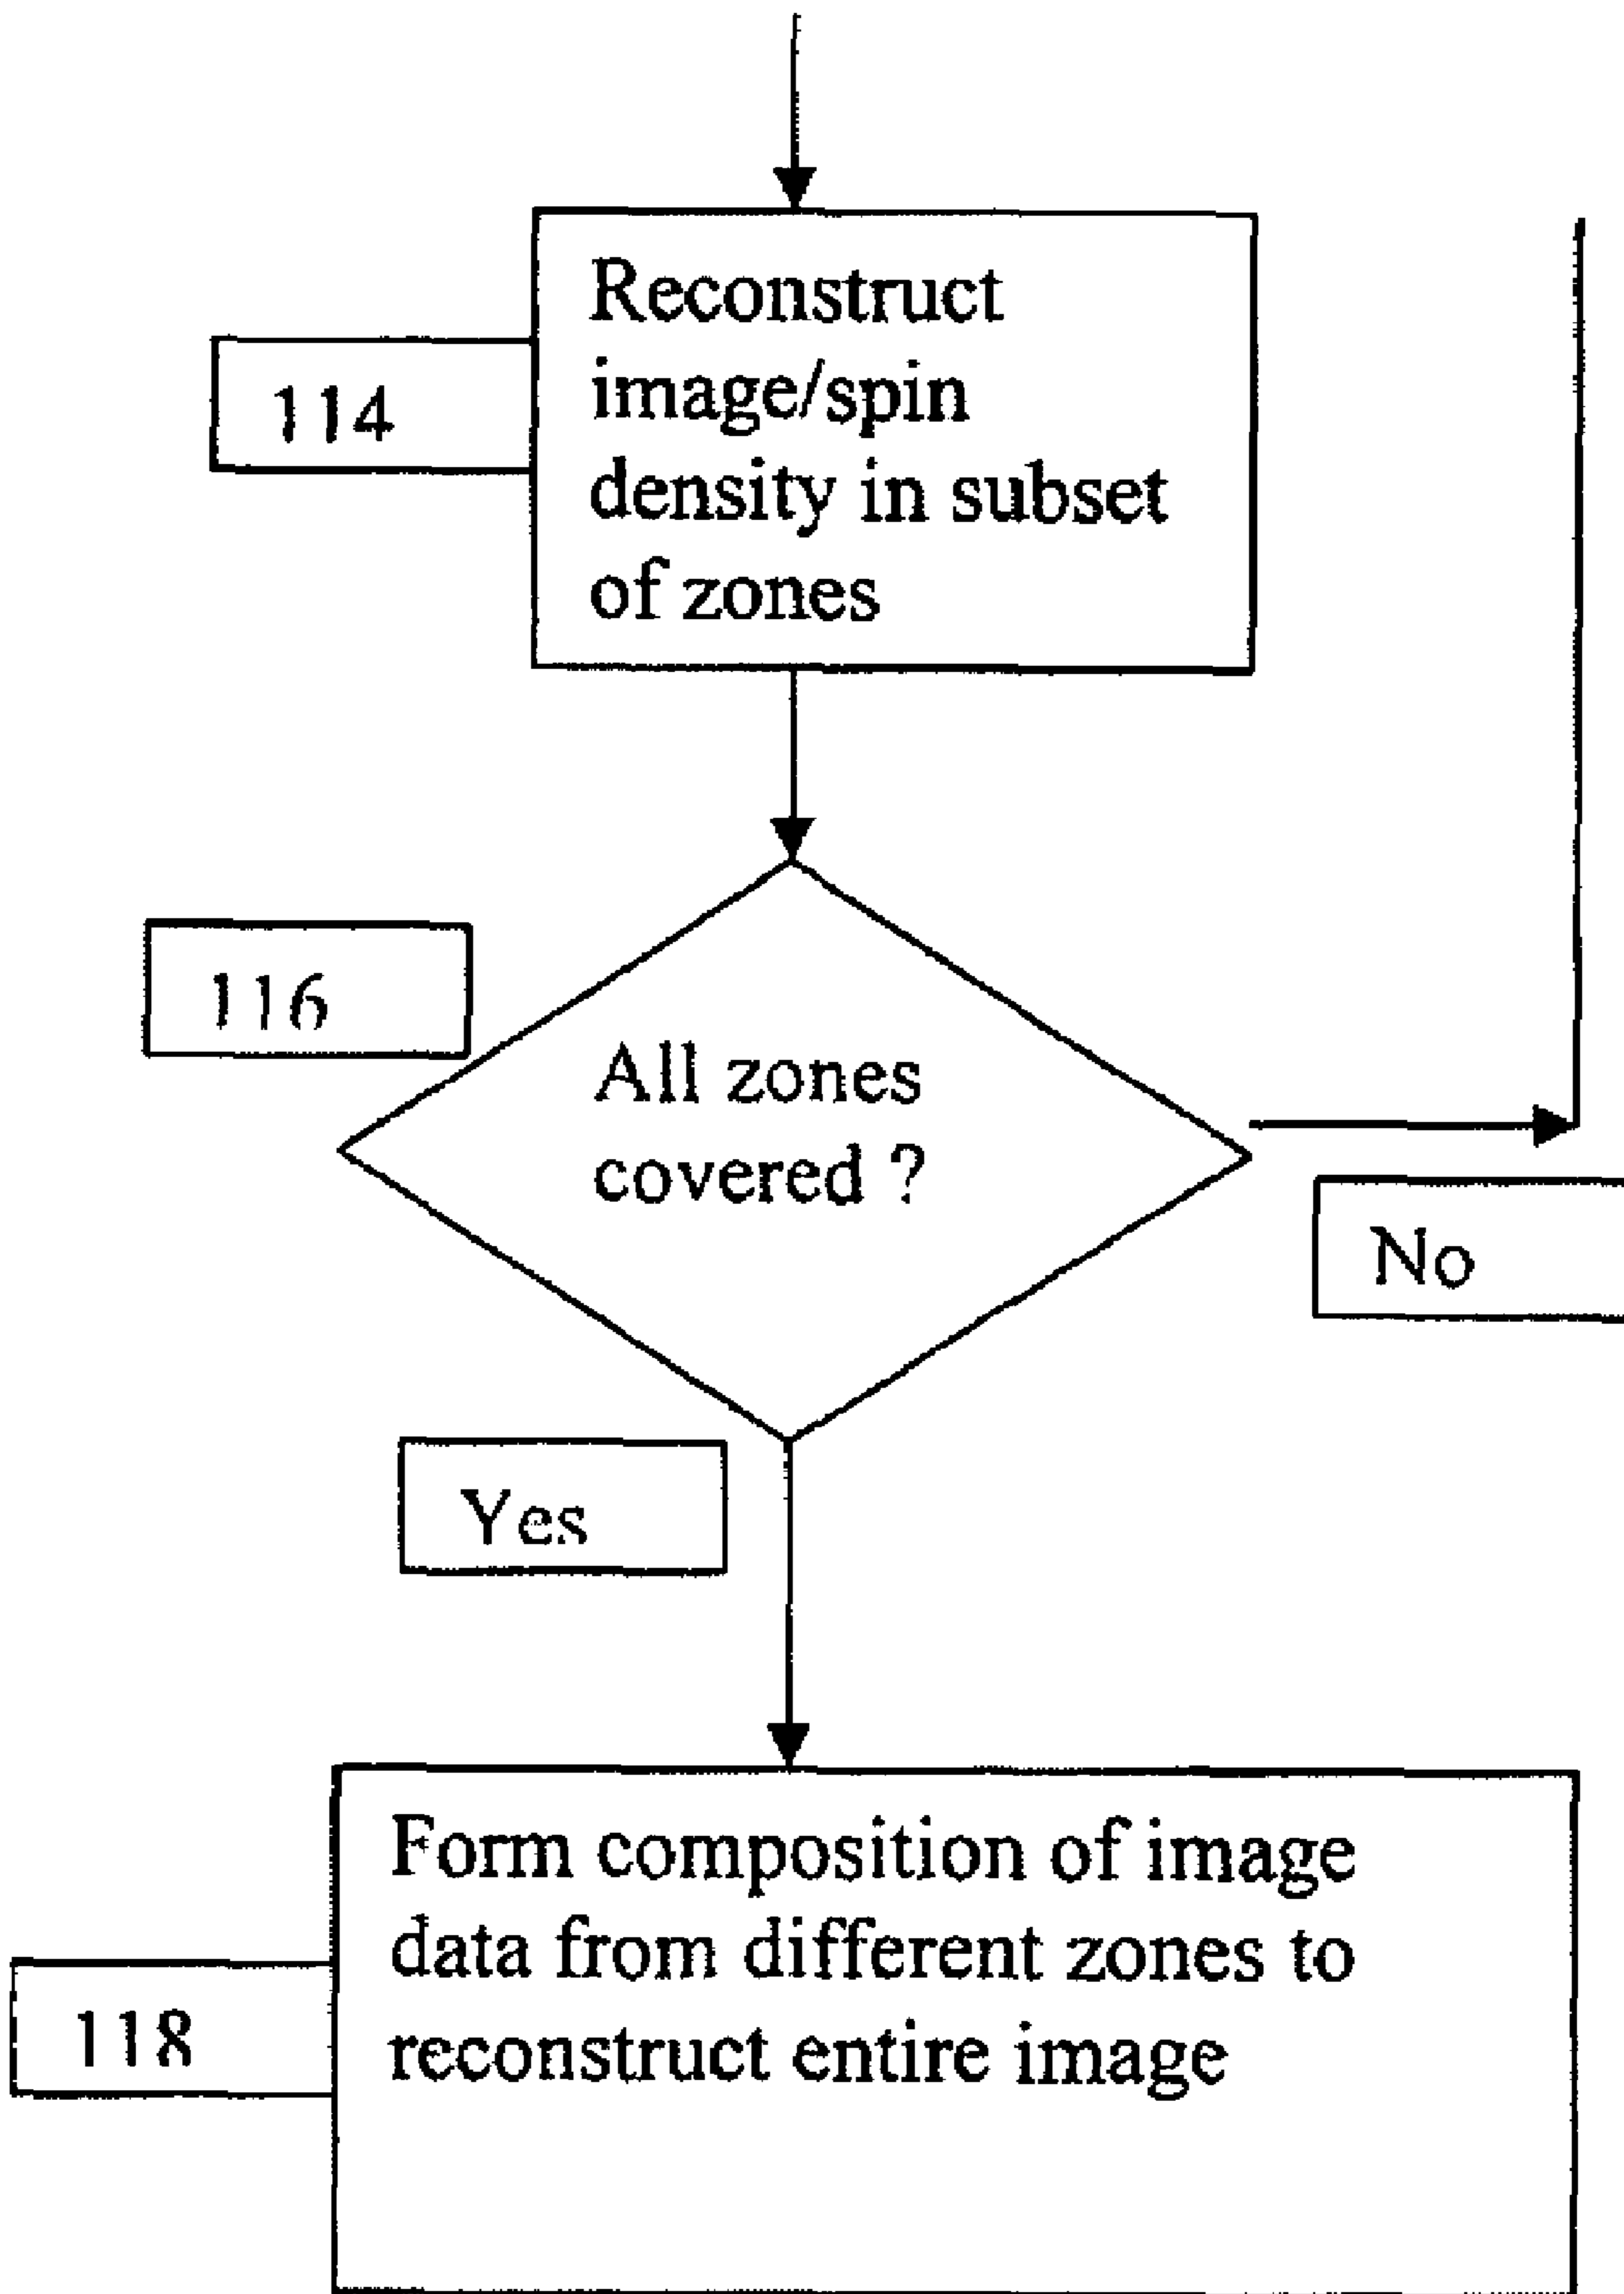 Reconstruct
image/spin
density in subset
of zones
114
116
All zones
covered ?
No
Yes
Form composition of image
data from different zones to
reconstruct entire image
118